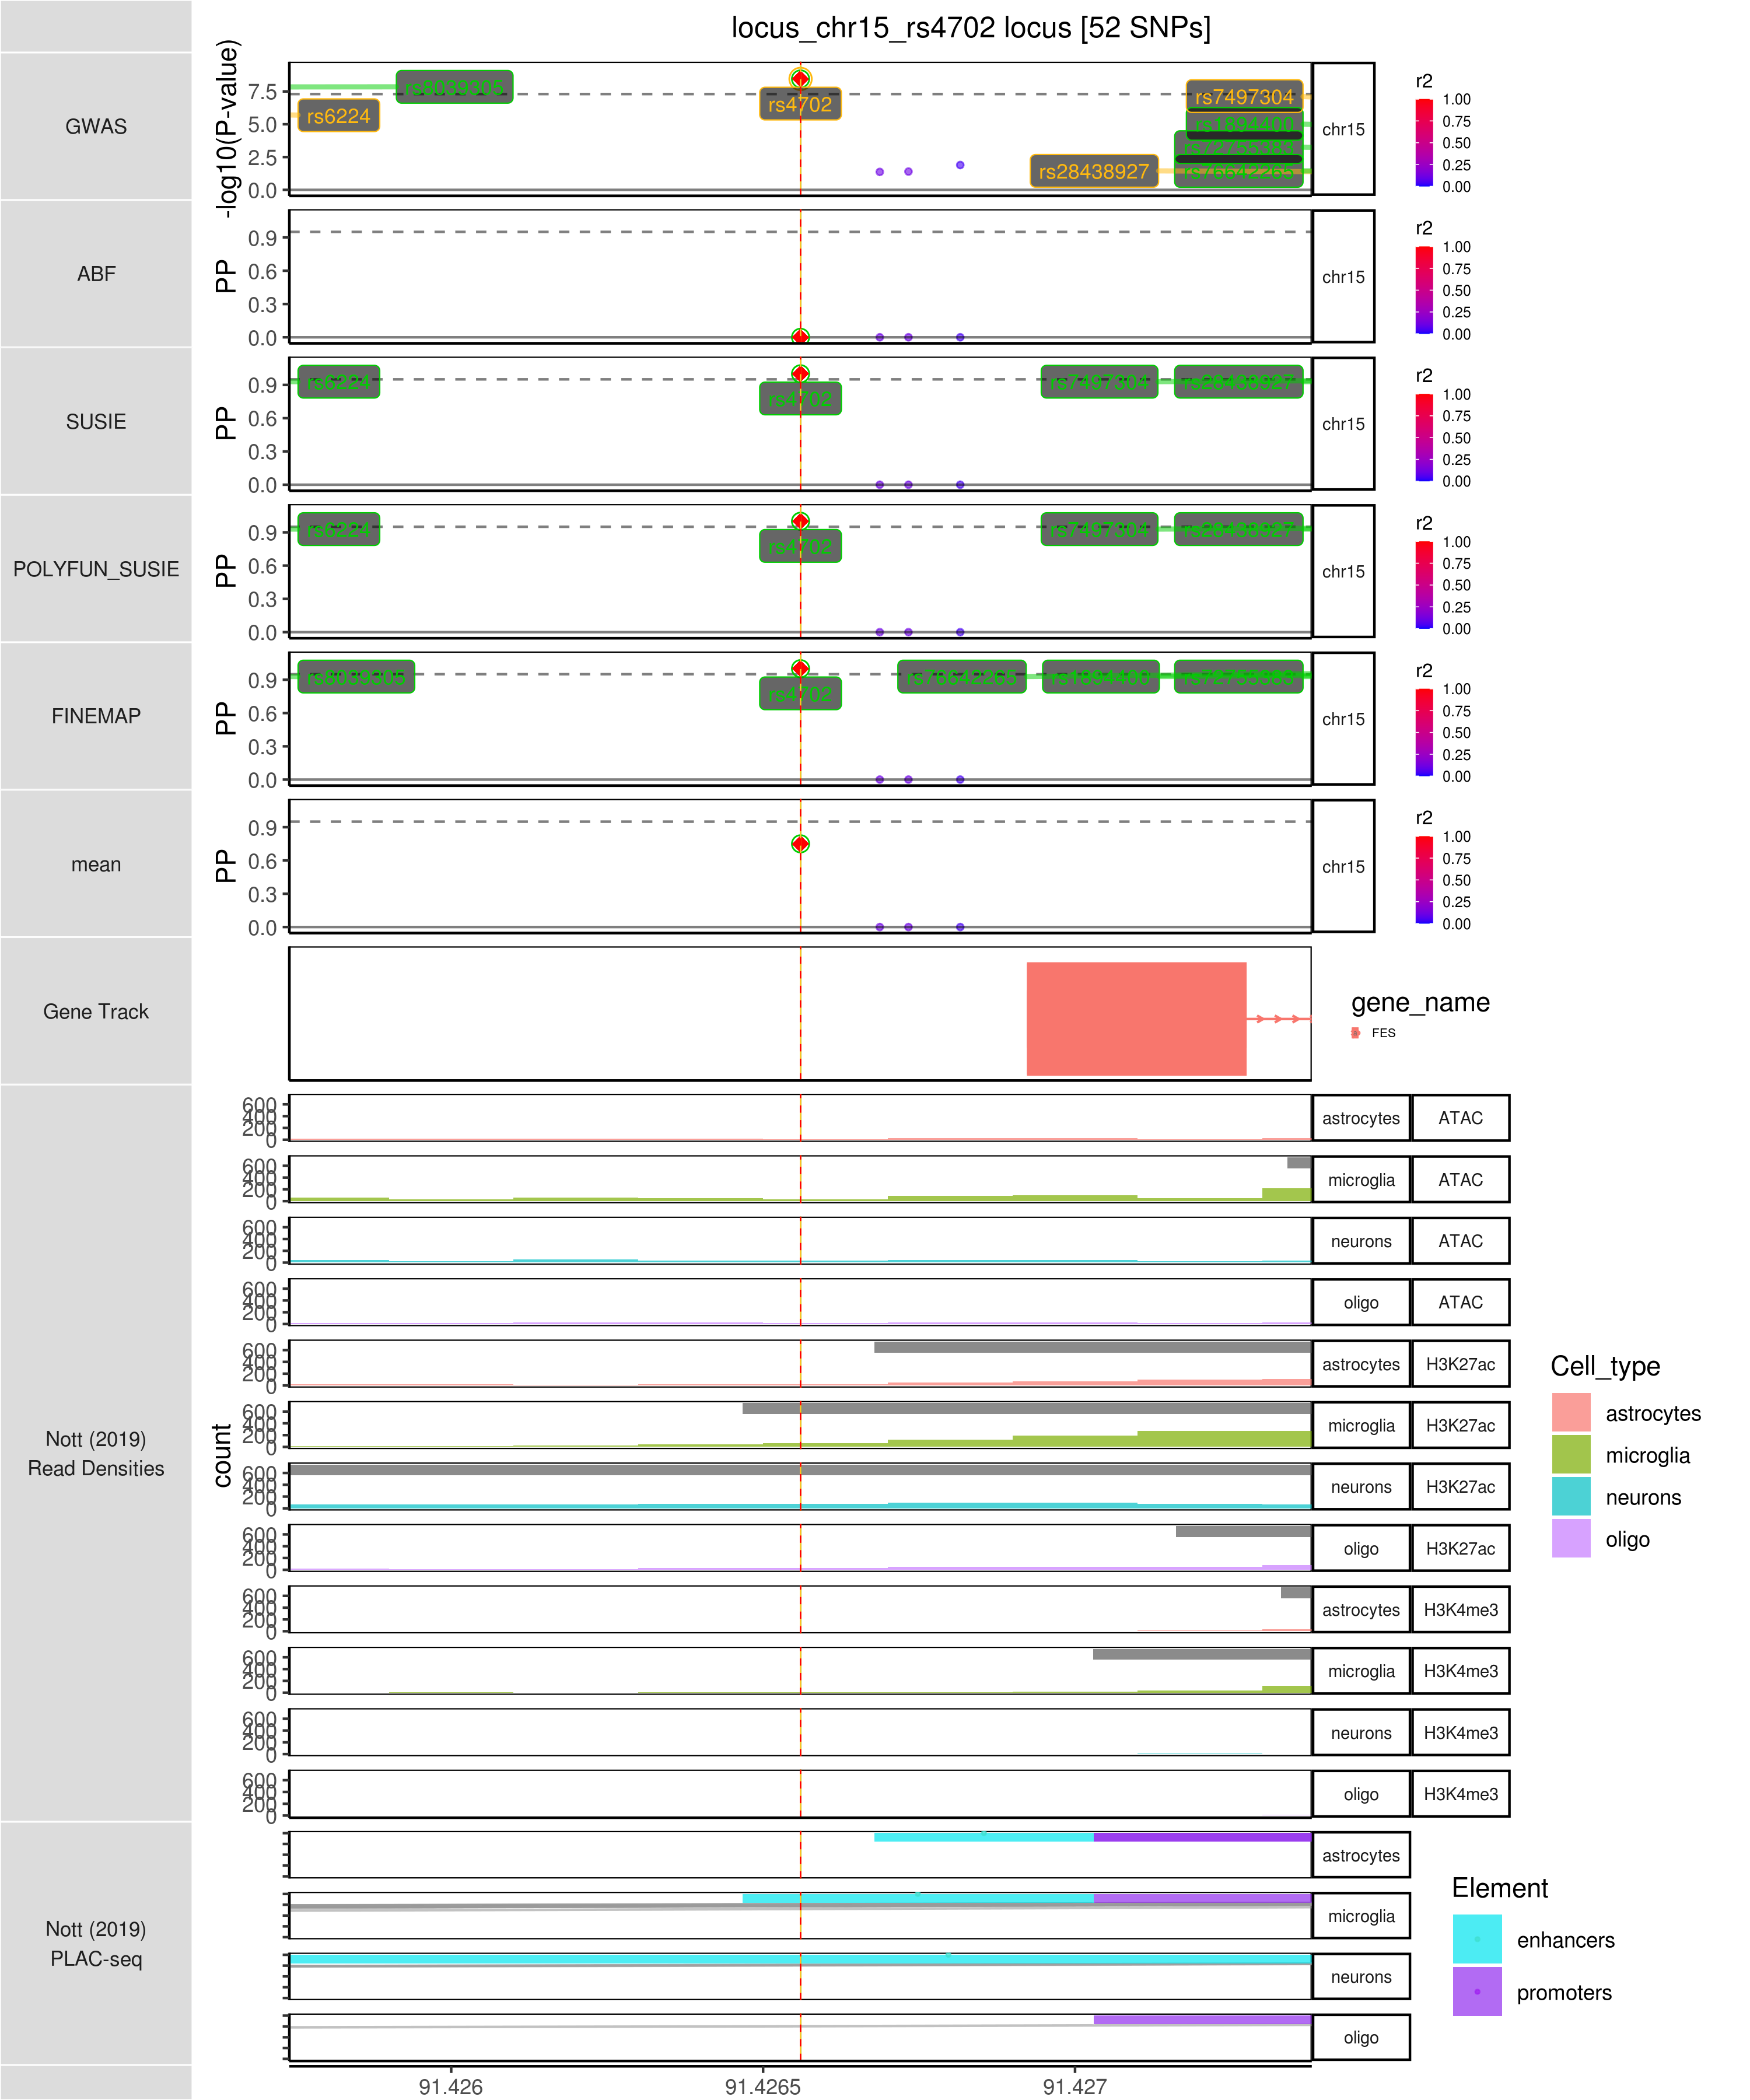 locus_chr15_rs4702 locus [52 SNPs]
GWAS
-log10(P-value)
7.5
5.0
2.5
0.0
rs8039305
rs6224
rs4702
rs28438927
rs7497304
rs1894400
rs72755383
rs76642265
chr15
r2
1.00
0.75
0.50
0.25
0.00
ABF
PP
0.9
0.6
0.3
0.0
chr15
r2
1.00
0.75
0.50
0.25
0.00
SUSIE
PP
0.9
0.6
0.3
0.0
rs6224
rs4702
rs7497304
rs28438927
chr15
r2
1.00
0.75
0.50
0.25
0.00
POLYFUN_SUSIE
PP
0.9
0.6
0.3
0.0
rs6224
rs4702
rs7497304
rs28438927
chr15
r2
1.00
0.75
0.50
0.25
0.00
FINEMAP
PP
0.9
0.6
0.3
0.0
rs8039305
rs4702
rs76642265
rs1894400
rs72755383
chr15
r2
1.00
0.75
0.50
0.25
0.00
mean
PP
0.9
0.6
0.3
0.0
chr15
r2
1.00
0.75
0.50
0.25
0.00
Gene Track
gene_name
FES
Nott (2019)
Read Densities
count
600
400
200
0
astrocytes ATAC
600
400
200
0
microglia ATAC
600
400
200
0
neurons ATAC
600
400
200
0
oligo ATAC
600
400
200
0
astrocytes H3K27ac
600
400
200
0
microglia H3K27ac
600
400
200
0
neurons H3K27ac
600
400
200
0
oligo H3K27ac
600
400
200
0
astrocytes H3K4me3
600
400
200
0
microglia H3K4me3
600
400
200
0
neurons H3K4me3
600
400
200
0
oligo H3K4me3
Cell_type
astrocytes
microglia
neurons
oligo
Nott (2019)
PLAC-seq
astrocytes
microglia
neurons
oligo
Element
enhancers
promoters
91.426
91.4265
91.427